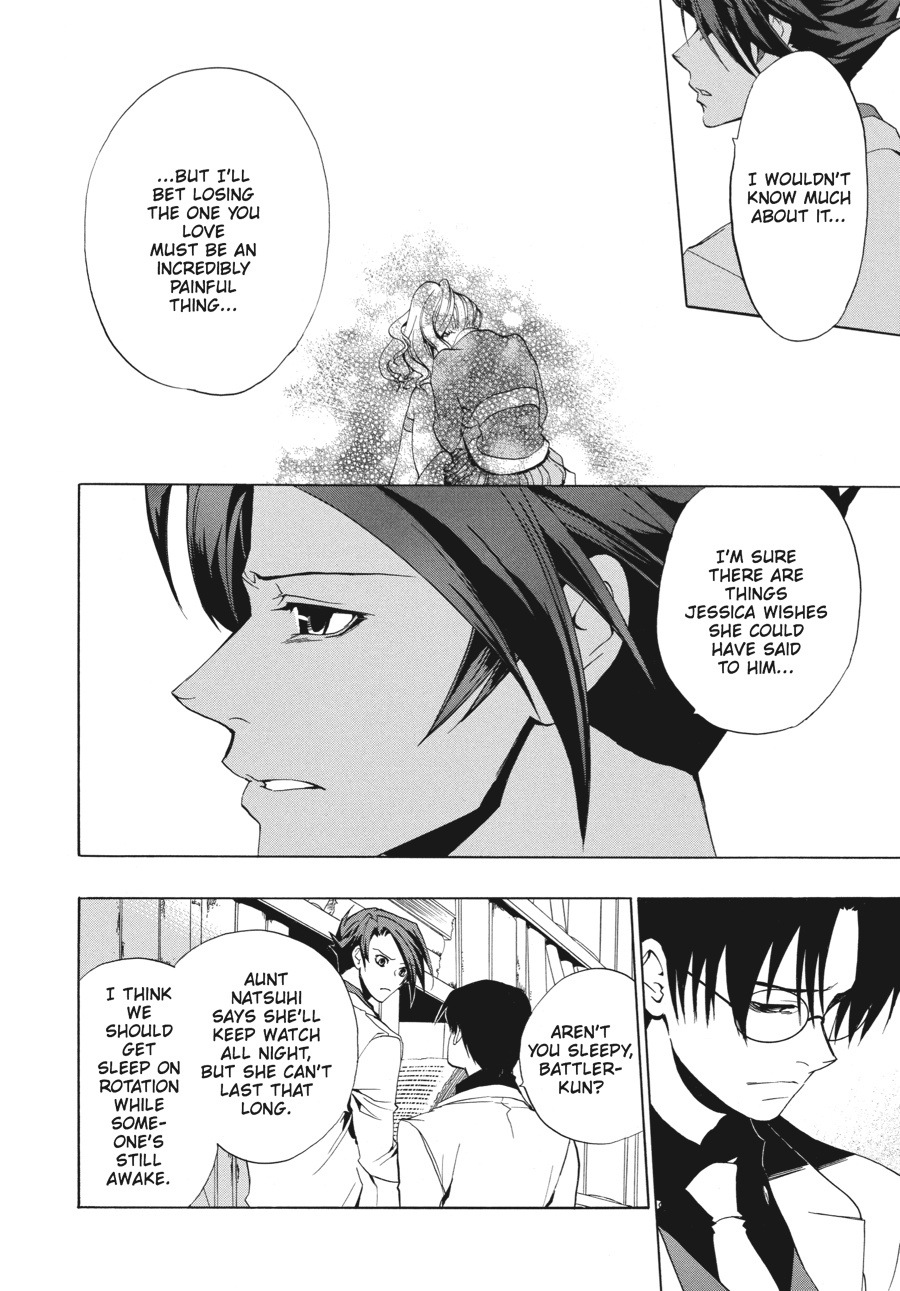 I WOULDN'T
KNOW MUCH
ABOUT IT...
...BUT I'LL
BET LOSING
THE ONE YOU
LOVE
MUST BE AN
INCREDIBLY
PAINFUL
THING...
I'M SURE
THERE ARE
THINGS
JESSICA WISHES
SHE COULD
HAVE SAID
TO HIM...
AREN'T
YOU SLEEPY,
BATTLER-
KUN?
AUNT
NATSUHI
SAYS SHE'LL
KEEP WATCH
ALL NIGHT,
BUT SHE CAN'T
LAST THAT
LONG.
I THINK
WE
SHOULD
GET
SLEEP ON
ROTATION
WHILE
SOME-
ONE'S
STILL
AWAKE.